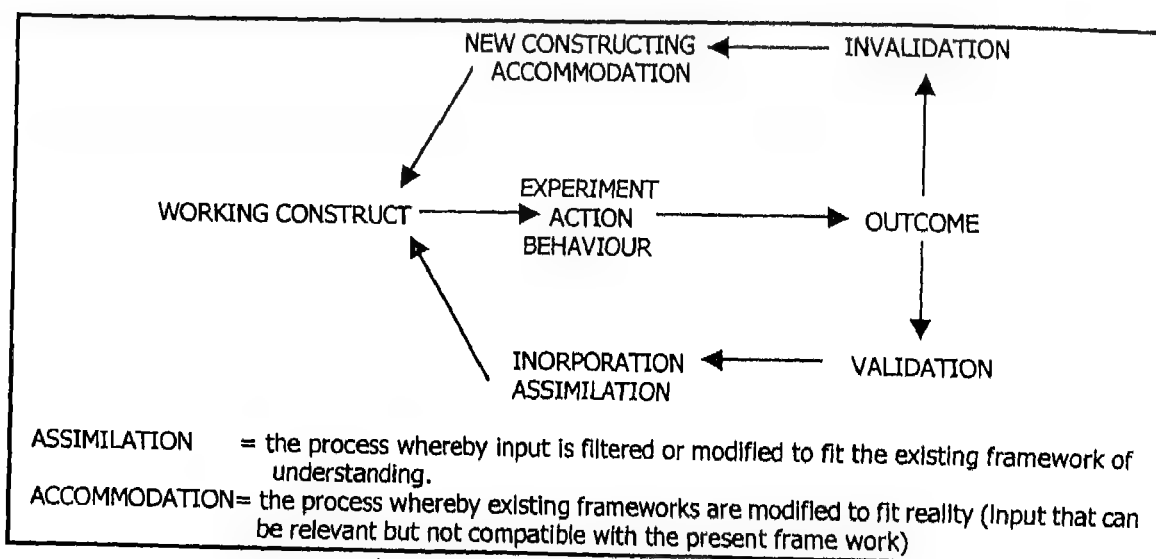 NEW CONSTRUCTING
ACCOMMODATION
INVALIDATION
WORKING CONSTRUCT
EXPERIMENT
ACTION
BEHAVIOUR
OUTCOME
INORPORATION
ASSIMILATION
VALIDATION
ASSIMILATION = the process whereby input is filtered or modified to fit the existing framework of
understanding.
ACCOMMODATION= the process whereby existing frameworks are modified to fit reality (Input that can
be relevant but not compatible with the present frame work)